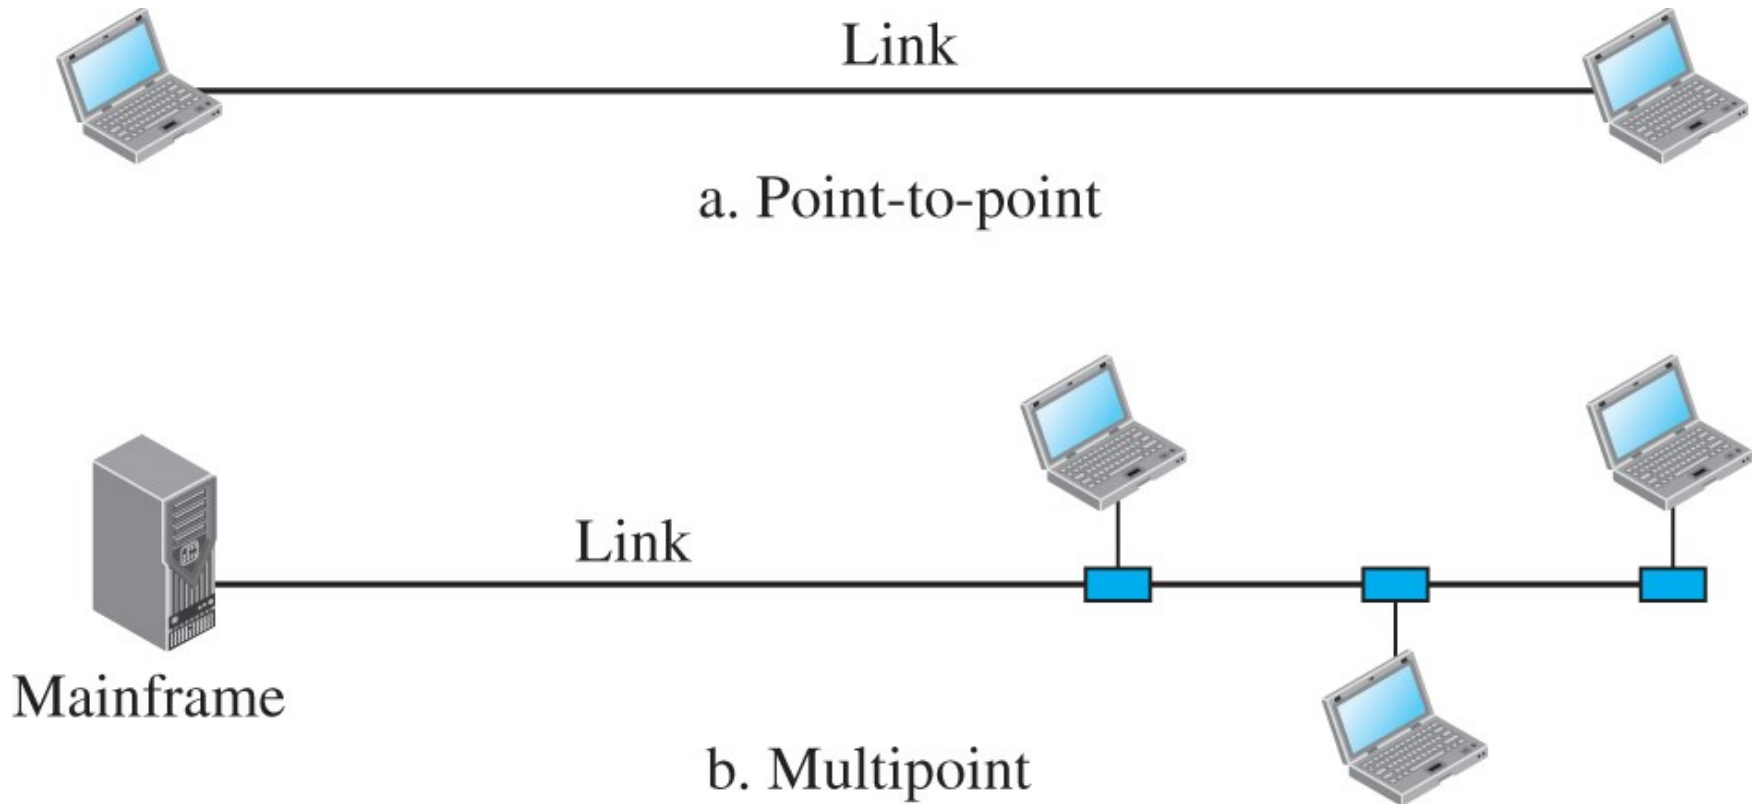 Link
a. Point-to-point
Link
Mainframe
b. Multipoint